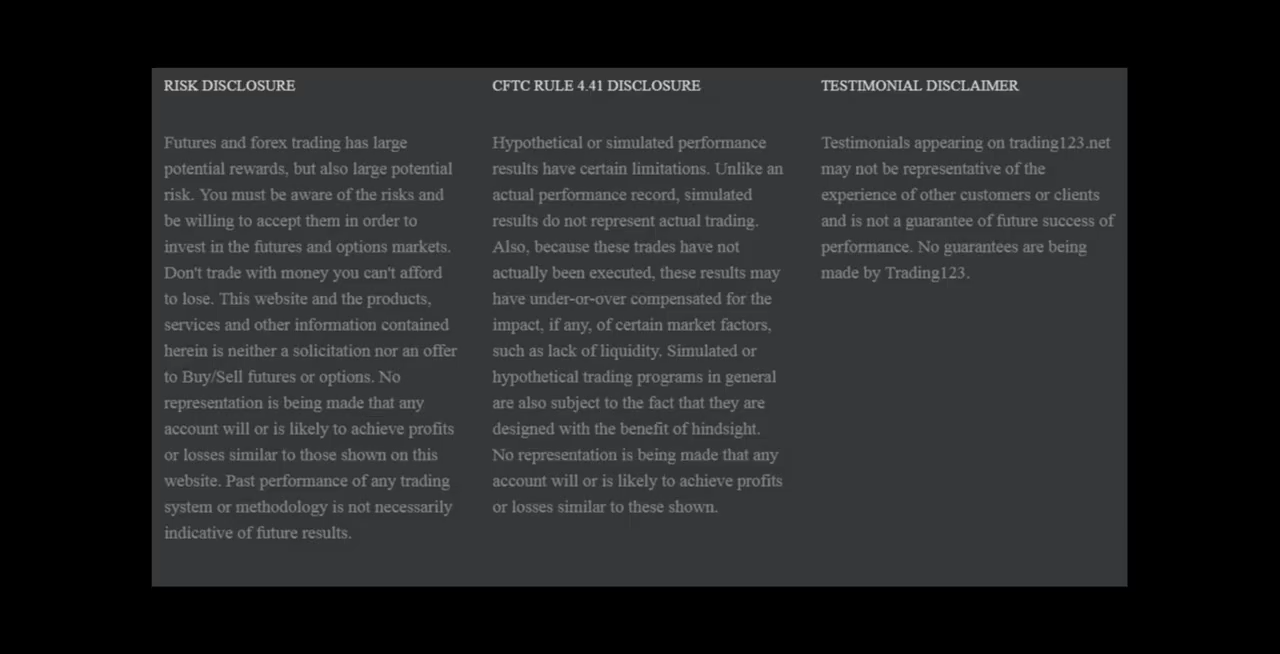 RISK DISCLOSURE
Futures and forex trading has large
potential rewards, but also large potential
risk. You must be aware of the risks and
be willing to accept them in order to
invest in the futures and options markets.
Don't trade with money you can't afford
to lose. This website and the products,
services and other information contained
herein is neither a solicitation nor an offer
to Buy/Sell futures or options. No
representation is being made that any
account will or is likely to achieve profits
or losses similar to those shown on this
website. Past performance of any trading
system or methodology is not necessarily
indicative of future results.
CFTC RULE 4.41 DISCLOSURE
Hypothetical or simulated performance
results have certain limitations. Unlike an
actual performance record, simulated
results do not represent actual trading.
Also, because these trades have not
actually been executed, these results may
have under-or-over compensated for the
impact, if any, of certain market factors,
such as lack of liquidity. Simulated or
hypothetical trading programs in general
are also subject to the fact that they are
designed with the benefit of hindsight.
No representation is being made that any
account will or is likely to achieve profits
or losses similar to these shown.
TESTIMONIAL DISCLAIMER
Testimonials appearing on trading123.net
may not be representative of the
experience of other customers or clients
and is not a guarantee of future success of
performance. No guarantees are being
made by Trading123.